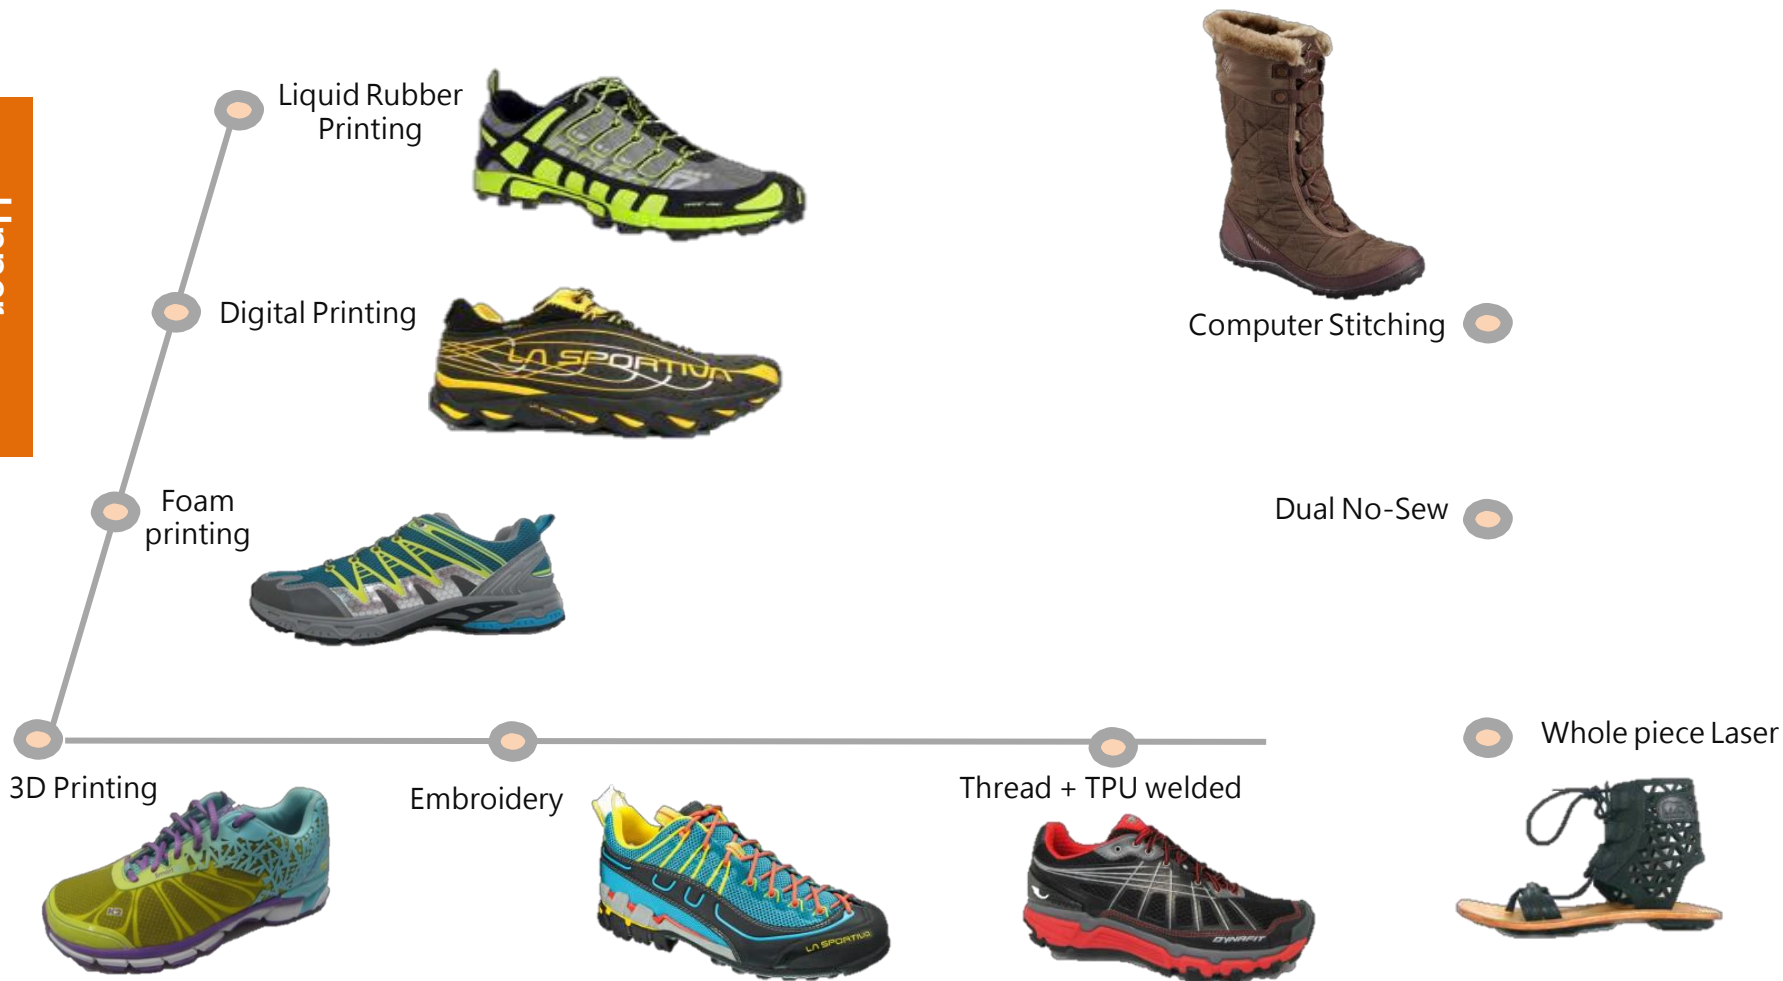 Liquid Rubber
Printing
Digital Printing
LA SPORTIVA
Foam
printing
Computer Stitching
Dual No-Sew
Whole piece Laser
3D Printing
Embroidery
Thread + TPU welded
K2
LA SPORTIVA
DYNAFIT